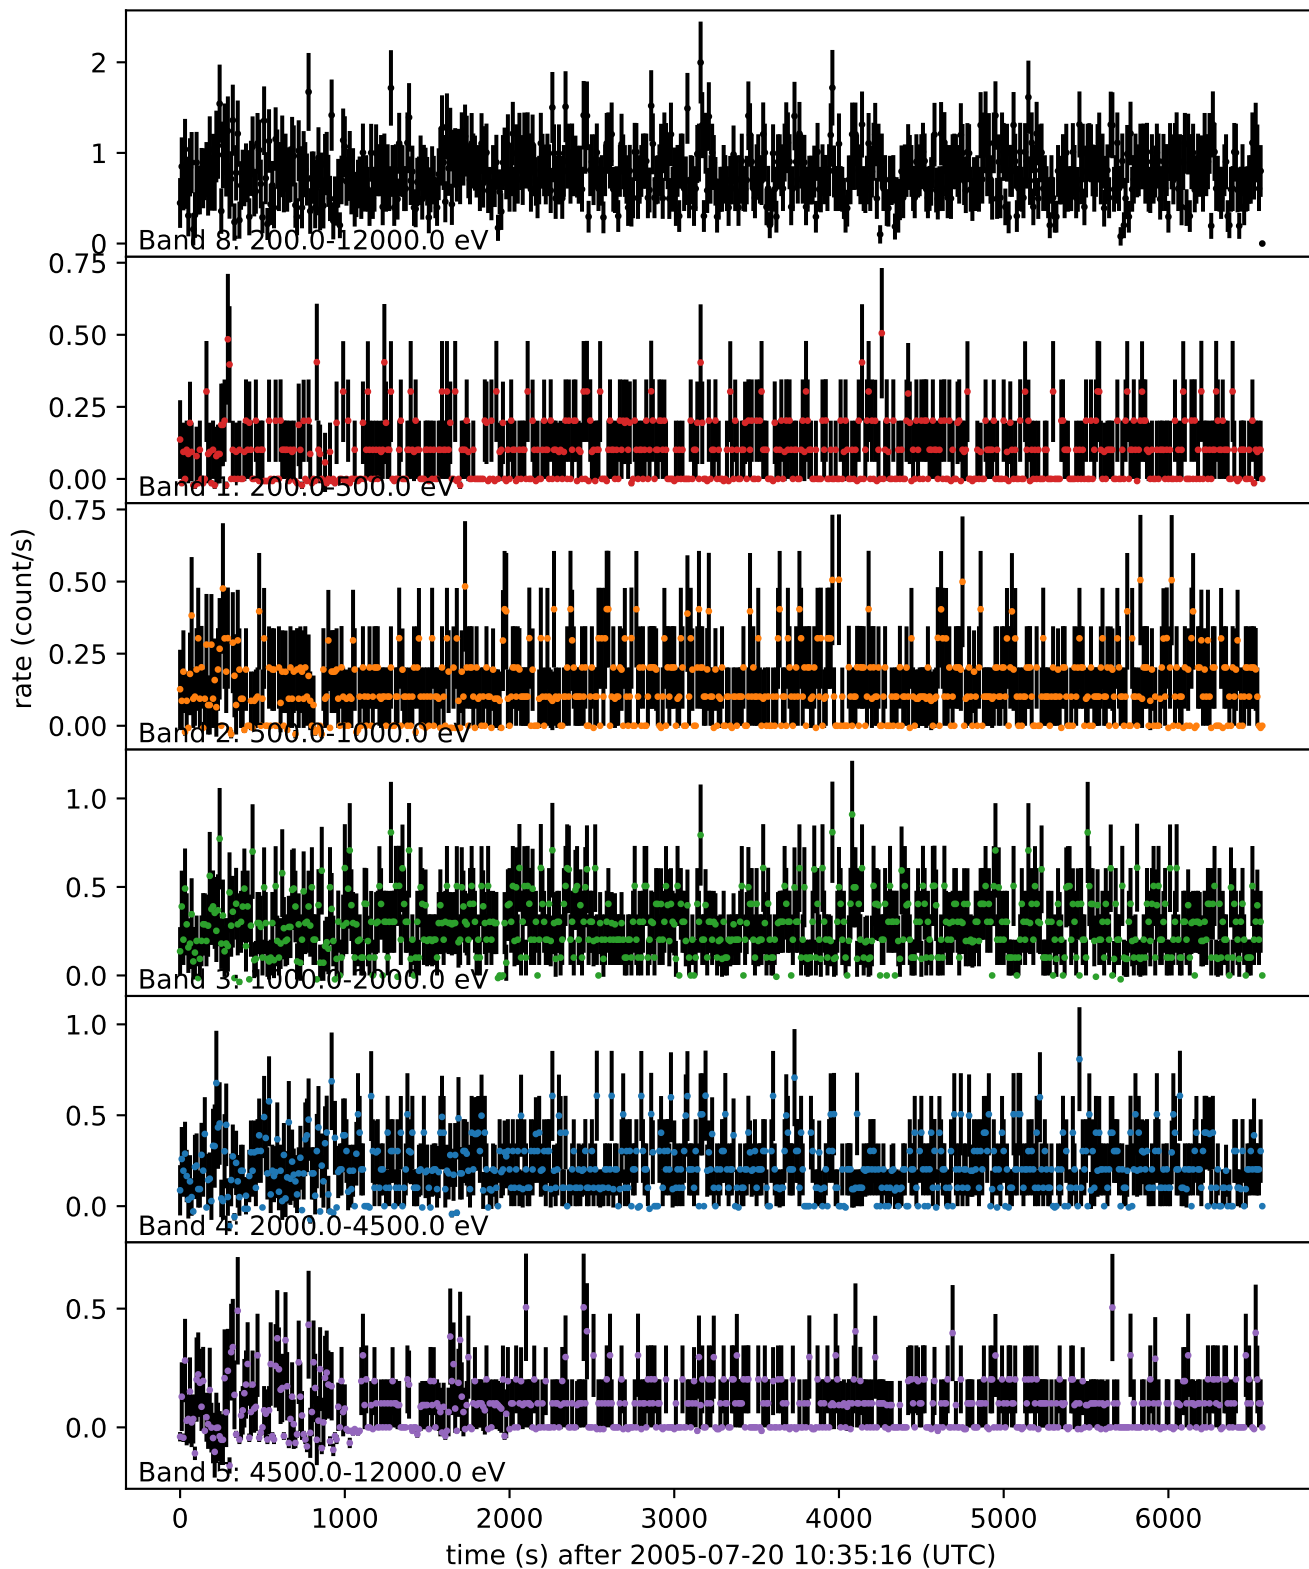 2
1
0
Band 8: 200.0-12000.0 eV
0.75
0.50
0.25
0.00
Band 1: 200.0-500.0 eV
0.75
0.50
0.25
0.00
Band 2: 500.0-1000.0 eV
rate (count/s)
1.0
0.5
0.0
Band 3: 1000.0-2000.0 eV
1.0
0.5
0.0
Band 4: 2000.0-4500.0 eV
0.5
0.0
Band 5: 4500.0-12000.0 eV
0 1000 2000 3000 4000 5000 6000
time (s) after 2005-07-20 10:35:16 (UTC)